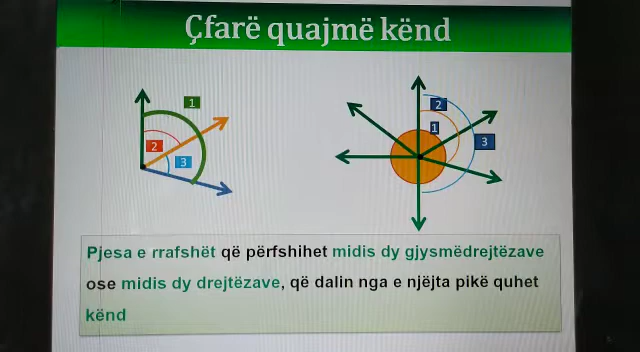 Çfarë quajmë kënd
1
2
3
2
1
3
Pjesa e rrafshët që përfshihet midis dy gjysmëdrejtëzave
ose midis dy drejtëzave, që dalin nga e njëjta pikë quhet
kënd